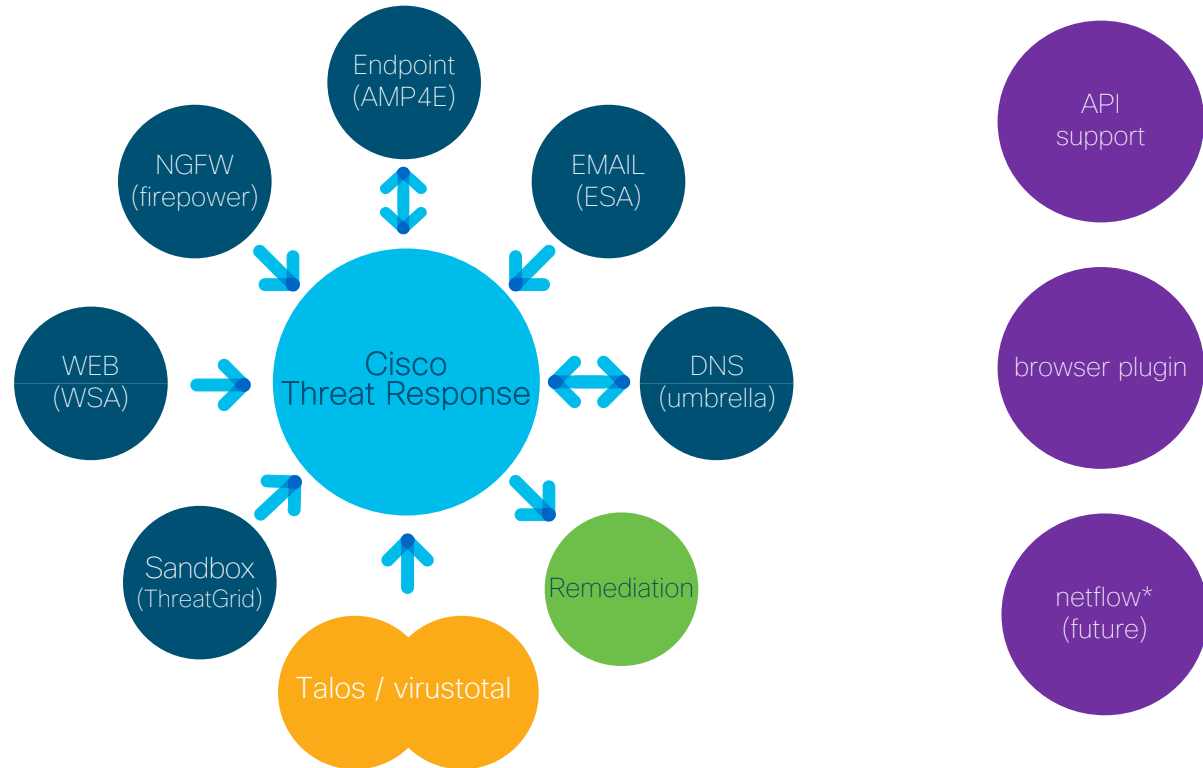 Endpoint
(AMP4E)
NGFW
(firepower)
EMAIL
(ESA)
API
support
WEB
(WSA)
Cisco
Threat Response
DNS
(umbrella)
browser plugin
Sandbox
(ThreatGrid)
Remediation
netflow*
(future)
Talos / virustotal